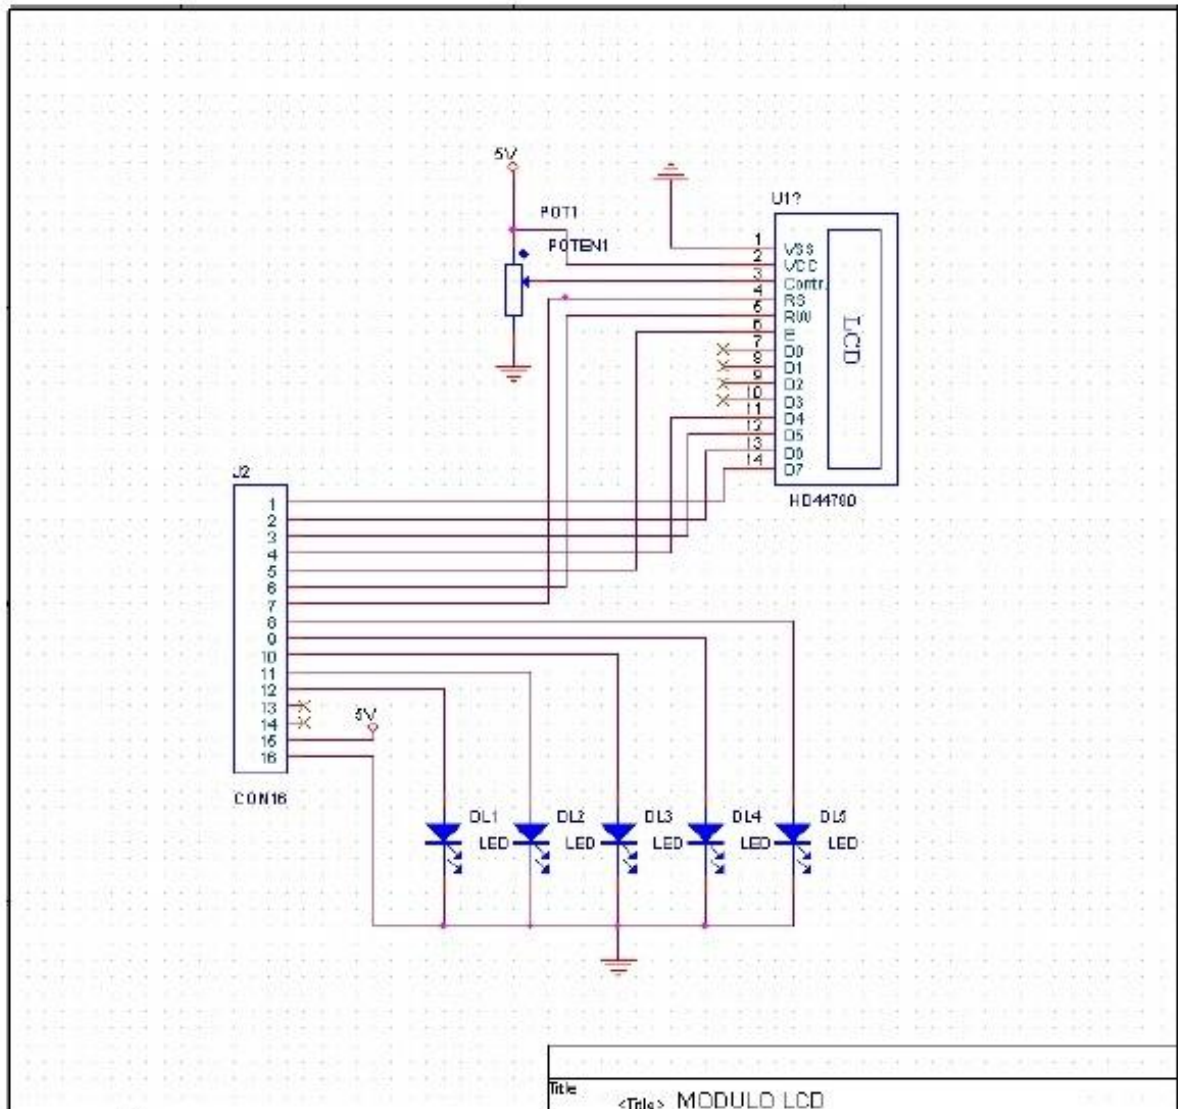 5V
U1?
POT1
POTEN1
1 VSS
2 VCC
3 Contr.
4 RS
5 RW
6 E
7 D0
8 D1
9 D2
10 D3
11 D4
12 D5
13 D6
14 D7
LCD
HD44780
J2
1
2
3
4
5
6
7
8
9
10
11
12
13
14
15
16
5V
CON16
DL1
LED
DL2
LED
DL3
LED
DL4
LED
DL5
LED
Title
<Title> MODULO LCD